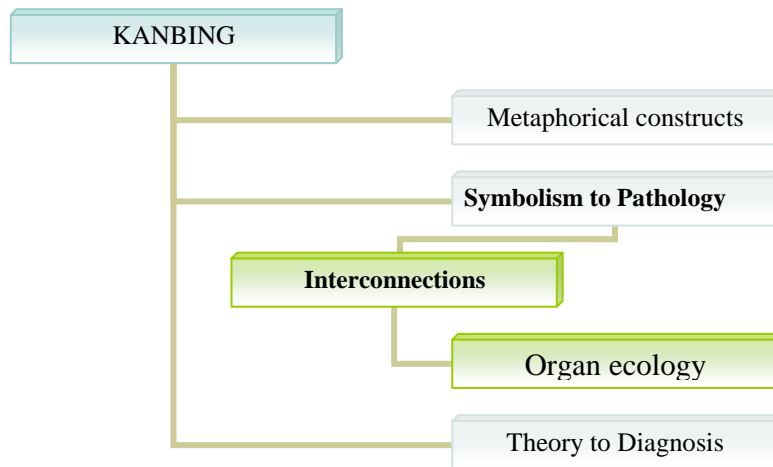 KANBING
Metaphorical constructs
Symbolism to Pathology
Interconnections
Organ ecology
Theory to Diagnosis